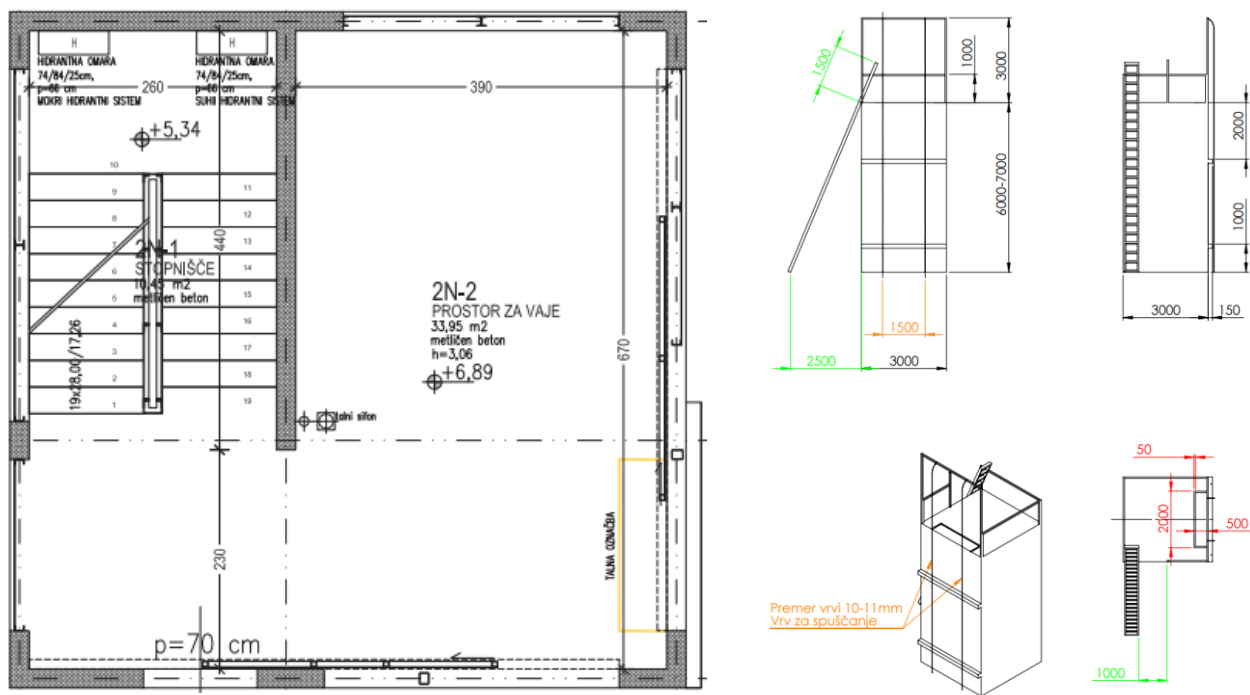 H
HIDRANTNA OMARA
74/84/25cm,
p=66 cm
MOKRI HIDRANTNI SISTEM
H
HIDRANTNA OMARA
74/84/25cm,
p=66 cm
SUHI HIDRANTNI SISTEM
260
390
+5,34
10
9
8
7
6
5
4
3
2
1
11
12
13
14
15
16
17
18
19
440
2N-1
STOPNIŠČE
10,45 m2
metličen beton
19x28,00/17,26
2N-2
PROSTOR ZA VAJE
33,95 m2
metličen beton
h=3,06
+6,89
670
talni sifon
TALNA OZNAČBA
230
p=70 cm
1500
1000
3000
6000-7000
1500
2500
3000
2000
1000
3000
150
Premer vrvi 10-11mm
Vrv za spuščanje
50
2000
500
1000